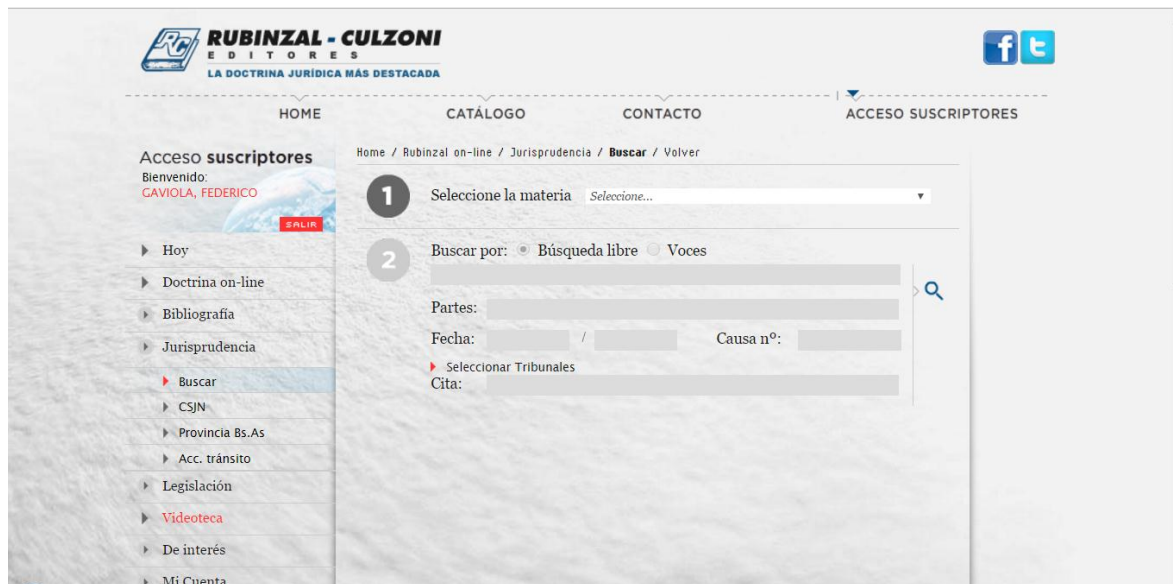 RUBINZAL - CULZONI
EDITORES
LA DOCTRINA JURÍDICA MÁS DESTACADA
HOME CATÁLOGO CONTACTO ACCESO SUSCRIPTORES
Acceso suscriptores
Bienvenido:
GAVIOLA, FEDERICO
SALIR
Hoy
Doctrina on-line
Bibliografía
Jurisprudencia
Buscar
CSJN
Provincia Bs.As
Acc. tránsito
Legislación
Videoteca
De interés
Mi Cuenta
Home / Rubinzal on-line / Jurisprudencia / Buscar / Volver
1 Seleccione la materia Seleccione...
2 Buscar por: Búsqueda libre Voces
Partes:
Fecha: / Causa nº:
Seleccionar Tribunales
Cita: